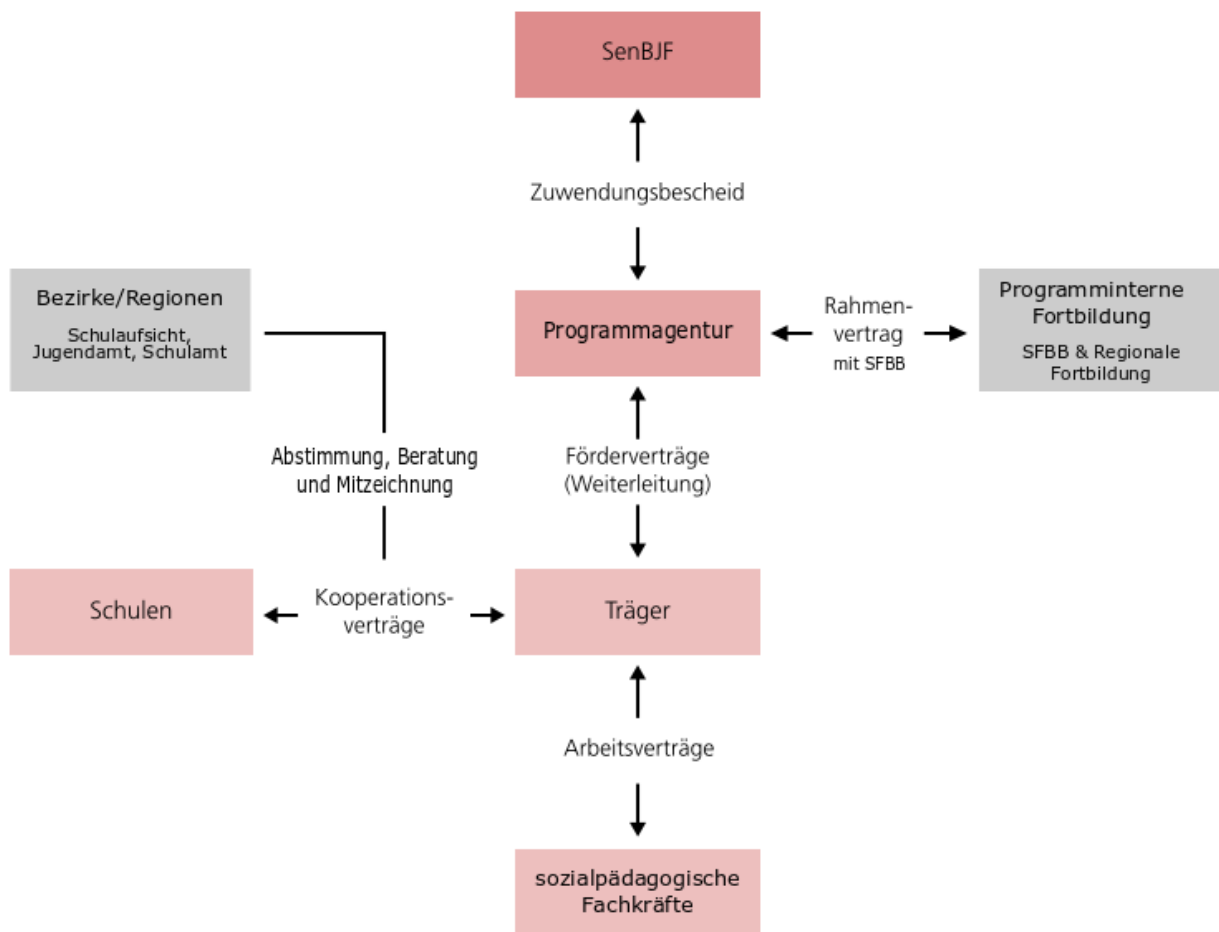 SenBJF
Zuwendungsbescheid
Bezirke/Regionen
Schulaufsicht,
Jugendamt, Schulamt
Programmagentur
Rahmen-
vertrag
mit SFBB
Programminterne
Fortbildung
SFBB & Regionale
Fortbildung
Abstimmung, Beratung
und Mitzeichnung
Förderverträge
(Weiterleitung)
Schulen
Kooperations-
verträge
Träger
Arbeitsverträge
sozialpädagogische
Fachkräfte